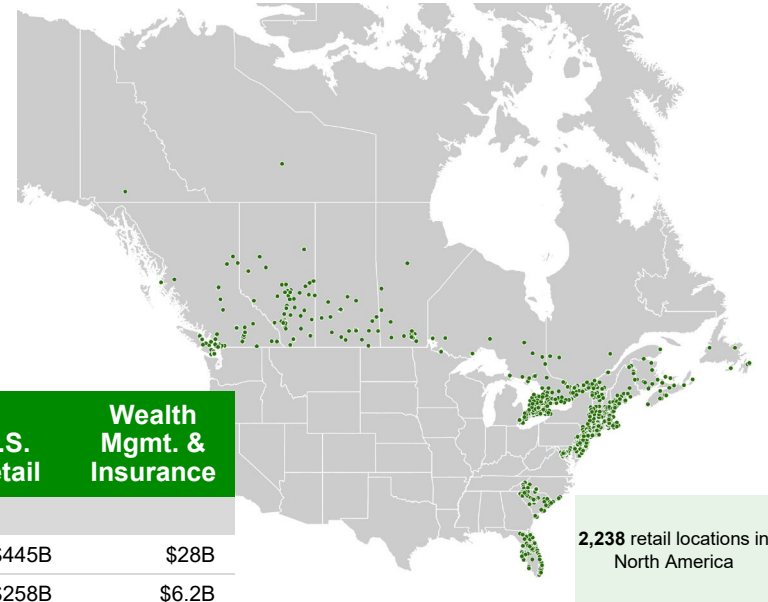 Wealth
Mgmt. &
Insurance
$28B
$6.2B
2,238 retail locations in
North America